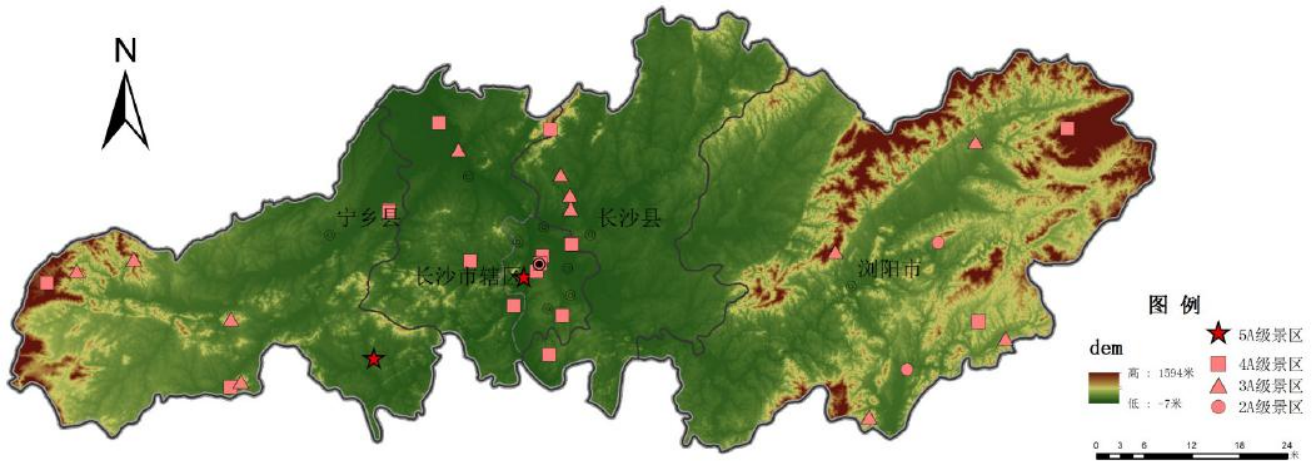 N
宁乡县
长沙县
长沙市辖区
浏阳市
图 例
5A级景区
4A级景区
3A级景区
2A级景区
dem
高 : 1594米
低 : -7米
0 3 6 12 18 24
米